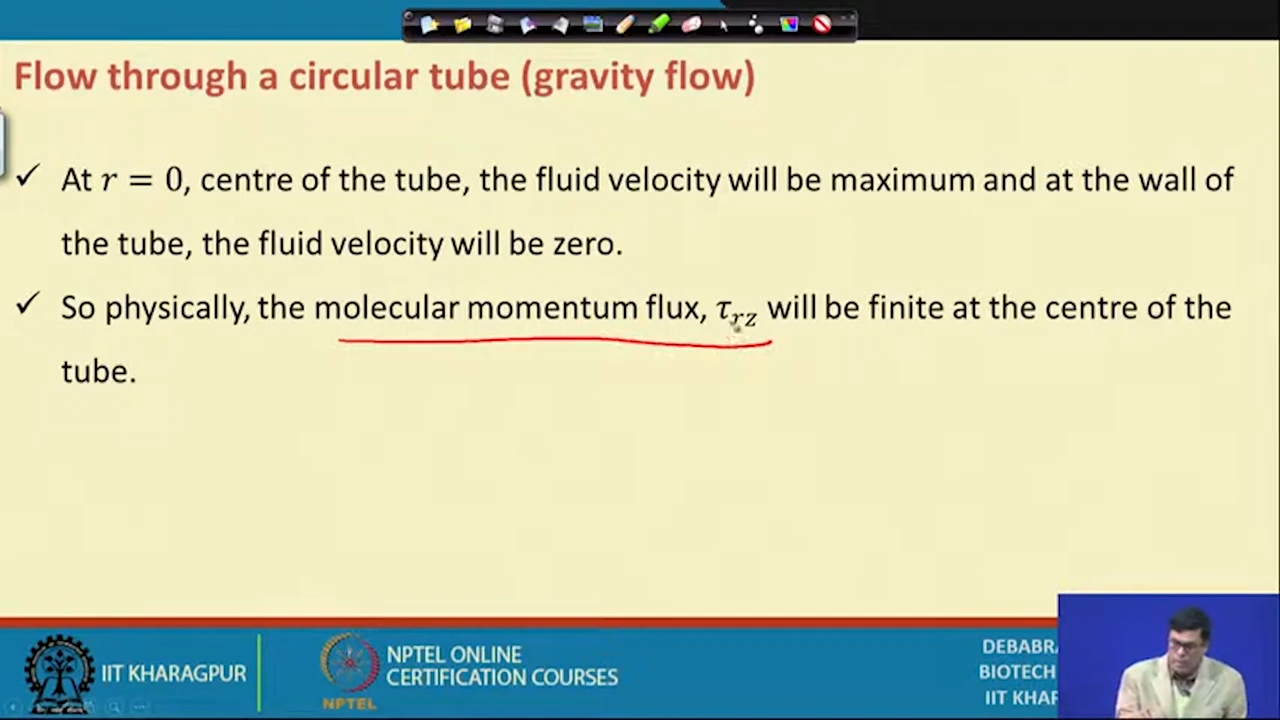 Flow through a circular tube (gravity flow)
✓ At r = 0, centre of the tube, the fluid velocity will be maximum and at the wall of
the tube, the fluid velocity will be zero.
✓ So physically, the molecular momentum flux, τrz will be finite at the centre of the
tube.
IIT KHARAGPUR
NPTEL
NPTEL ONLINE
CERTIFICATION COURSES
DEBABRA
BIOTECH
IIT KHAR